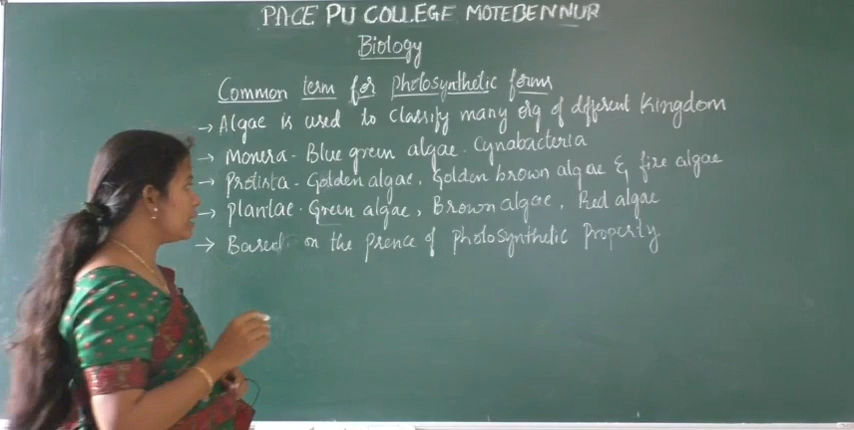 PACE PU COLLEGE MOTEBENNUR
Biology
Common term for Photosynthetic forms
→ Algae is used to classify many org of different Kingdom
→ Monera - Blue green algae. Cynabacteria
→ Protista - Golden algae, Golden brown algae & fire algae
→ Plantae - Green algae, Brown algae, Red algae
→ Based on the prence of Photosynthetic Property